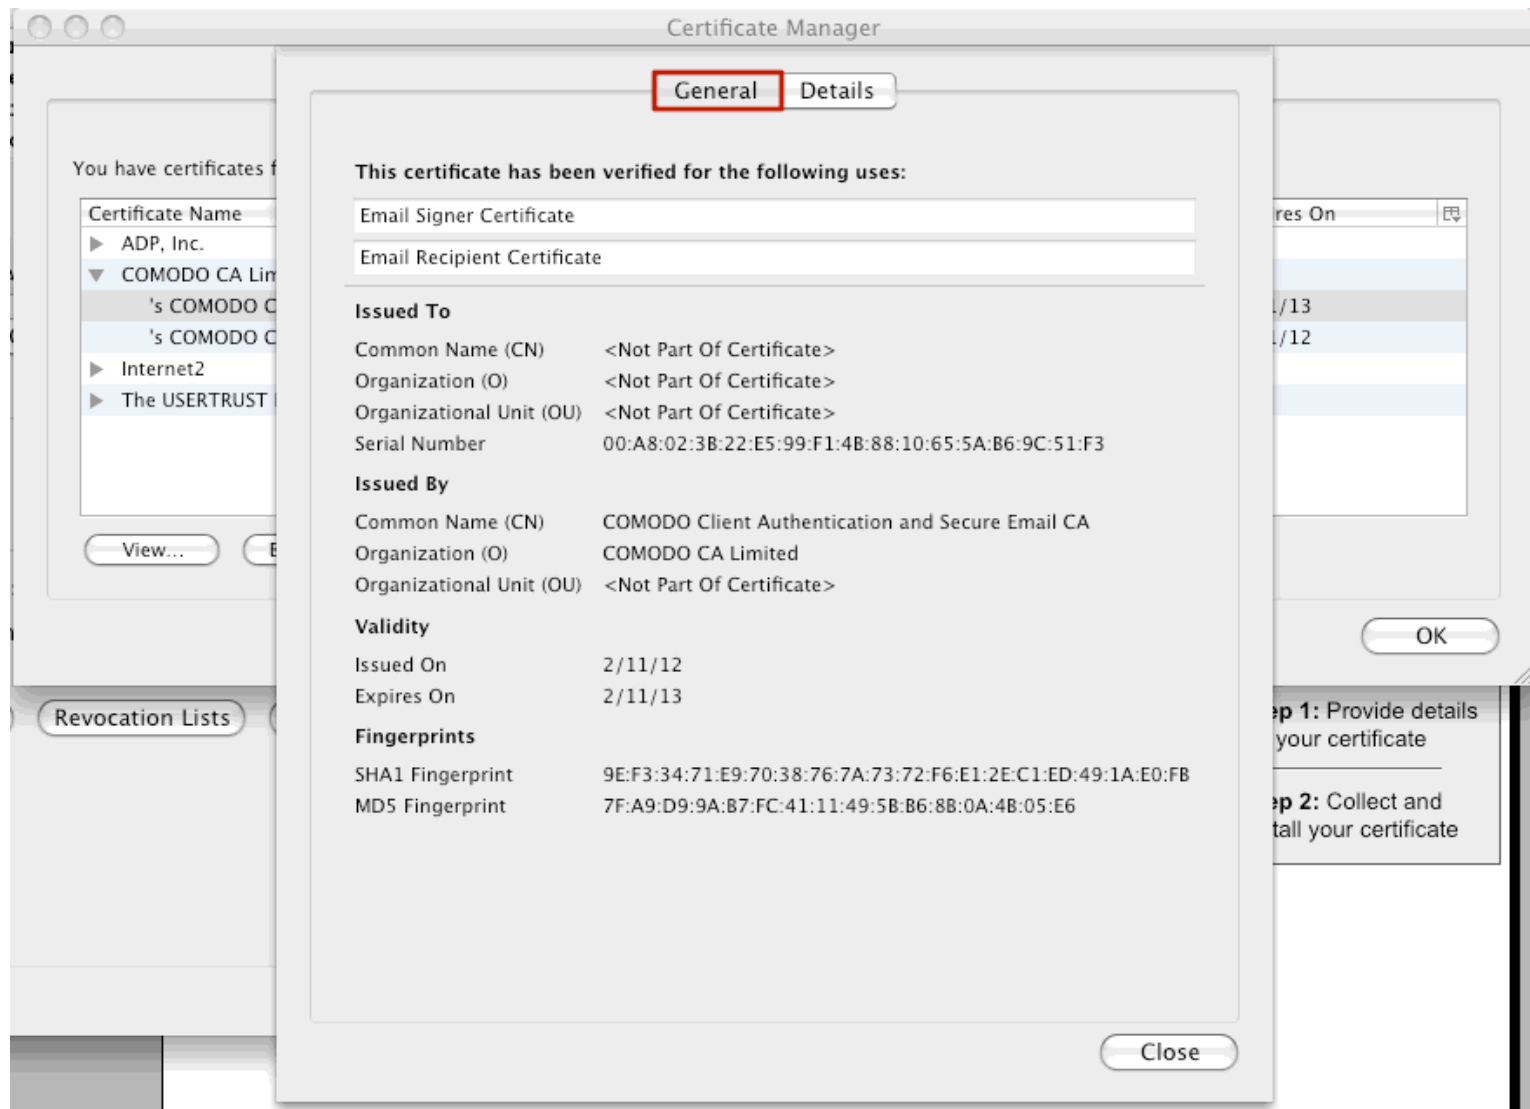 Certificate Manager
General Details
You have certificates
This certificate has been verified for the following uses:
Certificate Name
Email Signer Certificate
On
ADP, Inc.
Email Recipient Certificate
COMODO CA
's COMODO
/13
's COMODO
/12
Internet2
The USERTRUST
Issued To
Common Name (CN) <Not Part Of Certificate>
Organization (O) <Not Part Of Certificate>
Organizational Unit (OU) <Not Part Of Certificate>
Serial Number 00:A8:02:3B:22:E5:99:F1:4B:88:10:65:5A:B6:9C:51:F3
Issued By
Common Name (CN) COMODO Client Authentication and Secure Email CA
Organization (O) COMODO CA Limited
Organizational Unit (OU) <Not Part Of Certificate>
View...
Validity
Issued On 2/11/12
Expires On 2/11/13
OK
Revocation Lists
Fingerprints
SHA1 Fingerprint 9E:F3:34:71:E9:70:38:76:7A:73:72:F6:E1:2E:C1:ED:49:1A:E0:FB
MD5 Fingerprint 7F:A9:D9:9A:B7:FC:41:11:49:5B:B6:8B:0A:4B:05:E6
1: Provide details
your certificate
2: Collect and
your certificate
Close